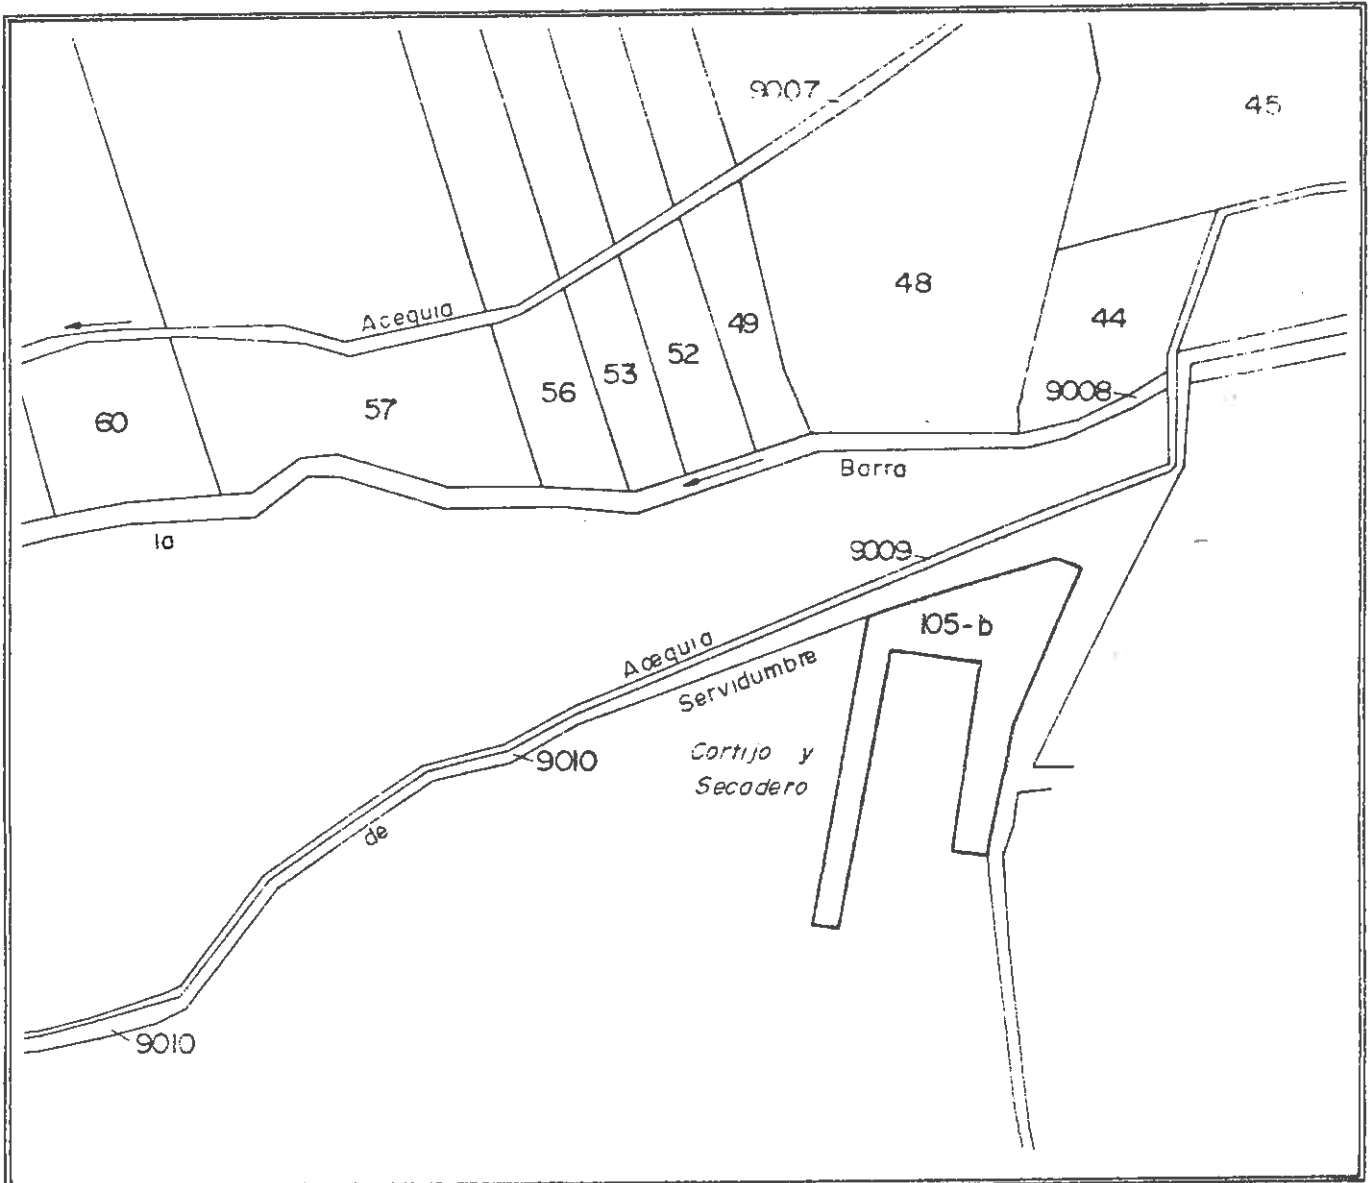 9007
45
48
Acequia
44
49
52
53
56
9008
57
60
Barra
la
9009
105-b
Acequia
Servidumbre
Cortijo y
Secadero
9010
de
9010